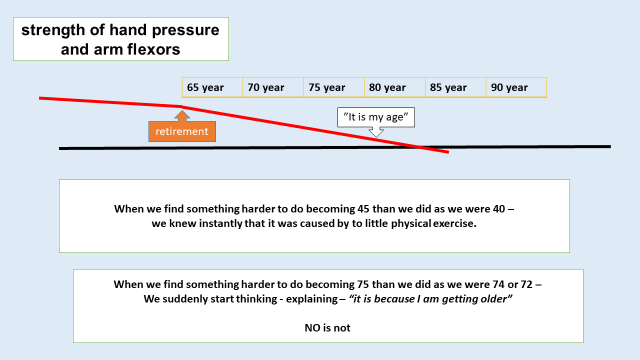 strength of hand pressure
and arm flexors
65 year 70 year 75 year 80 year 85 year 90 year
"It is my age"
retirement
When we find something harder to do becoming 45 than we did as we were 40 –
we knew instantly that it was caused by to little physical exercise.
When we find something harder to do becoming 75 than we did as we were 74 or 72 –
We suddenly start thinking - explaining – "it is because I am getting older"
NO is not